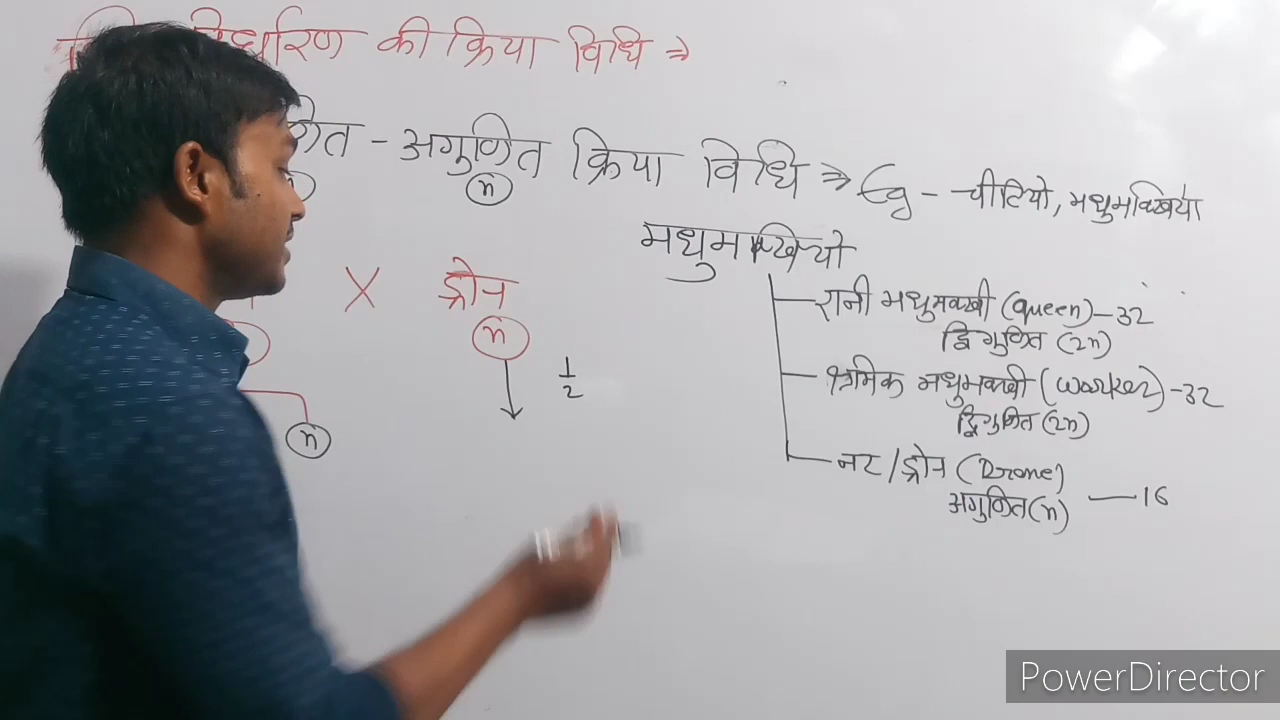 र्धारण की क्रिया विधि ⇒
णित - अगुणित क्रिया विधि ⇒ Eg - चीटियो, मधुमक्खिया
n
मधुमक्खियो
X ड्रोन
रानी मधुमक्खी (queen) - 32
द्विगुणित (2n)
n
1/2
श्रमिक मधुमक्खी (worker) - 32
द्विगुणित (2n)
n
नर / ड्रोन (Drone)
अगुणित (n) — 16
PowerDirector